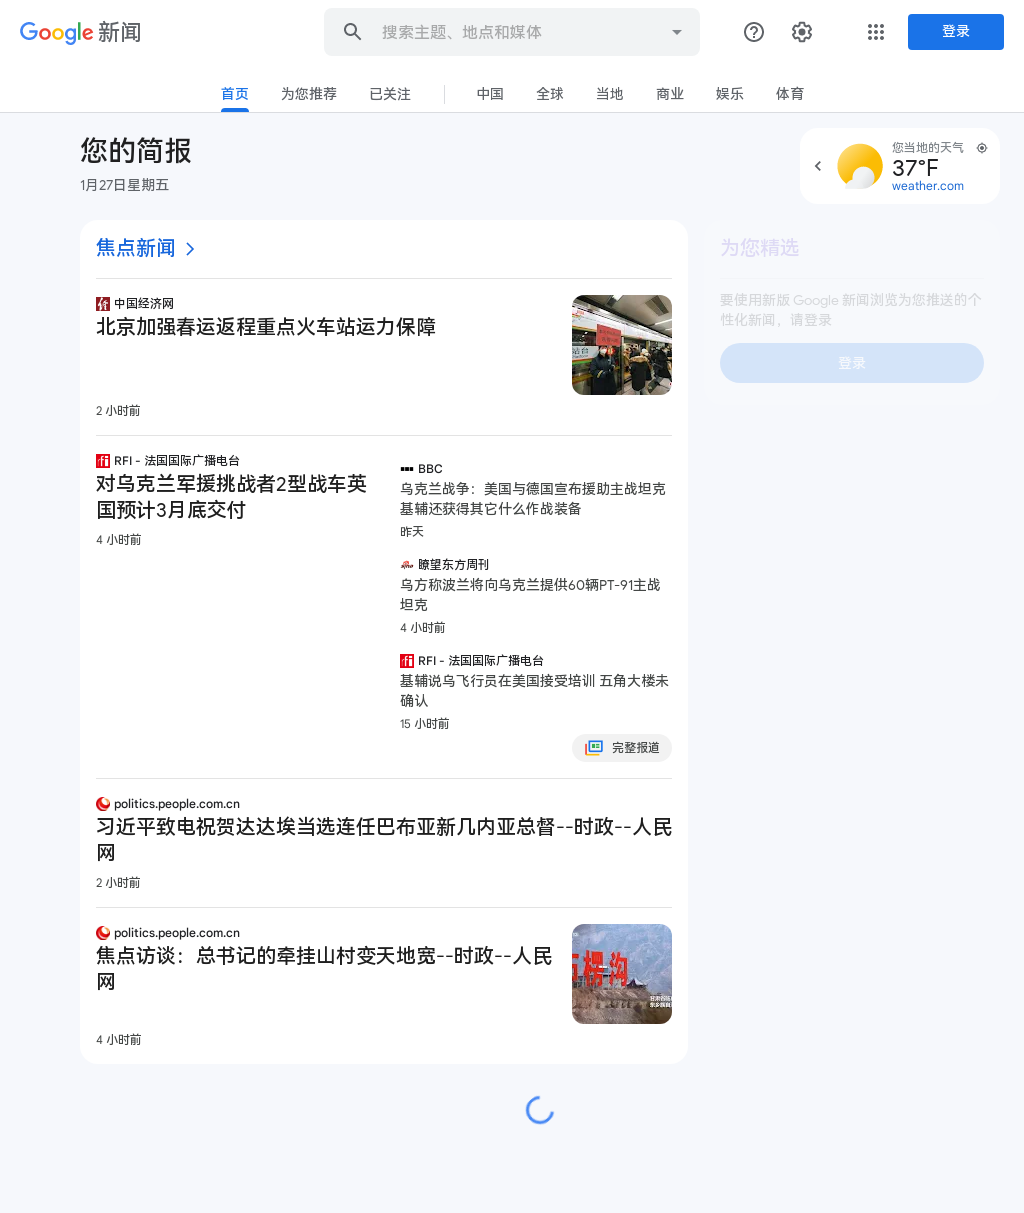 Google 新闻
搜索主题、地点和媒体
登录
首页
为您推荐
已关注
中国
全球
当地
商业
娱乐
体育
您的简报
1月27日星期五
您当地的天气
37°F
weather.com
焦点新闻
中国经济网
北京加强春运返程重点火车站运力保障
2 小时前
RFI - 法国国际广播电台
对乌克兰军援挑战者2型战车英
国预计3月底交付
4 小时前
BBC
乌克兰战争：美国与德国宣布援助主战坦克
基辅还获得其它什么作战装备
昨天
瞭望东方周刊
乌方称波兰将向乌克兰提供60辆PT-91主战
坦克
4 小时前
RFI - 法国国际广播电台
基辅说乌飞行员在美国接受培训 五角大楼未
确认
15 小时前
完整报道
politics.people.com.cn
习近平致电祝贺达达埃当选连任巴布亚新几内亚总督--时政--人民
网
2 小时前
politics.people.com.cn
焦点访谈：总书记的牵挂山村变天地宽--时政--人民
网
4 小时前
为您精选
要使用新版 Google 新闻浏览为您推送的个
性化新闻，请登录
登录